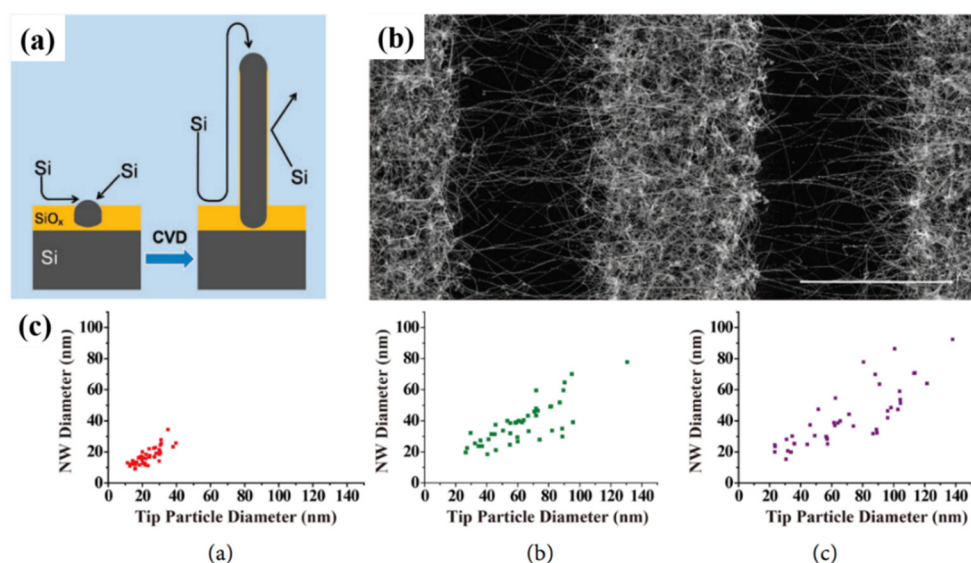 (a)
Si
Si
SiOx
Si
CVD
Si
Si
(b)
(c)
NW Diameter (nm)
100
80
60
40
20
0
0 20 40 60 80 100 120 140
Tip Particle Diameter (nm)
(a)
NW Diameter (nm)
100
80
60
40
20
0
0 20 40 60 80 100 120 140
Tip Particle Diameter (nm)
(b)
NW Diameter (nm)
100
80
60
40
20
0
0 20 40 60 80 100 120 140
Tip Particle Diameter (nm)
(c)